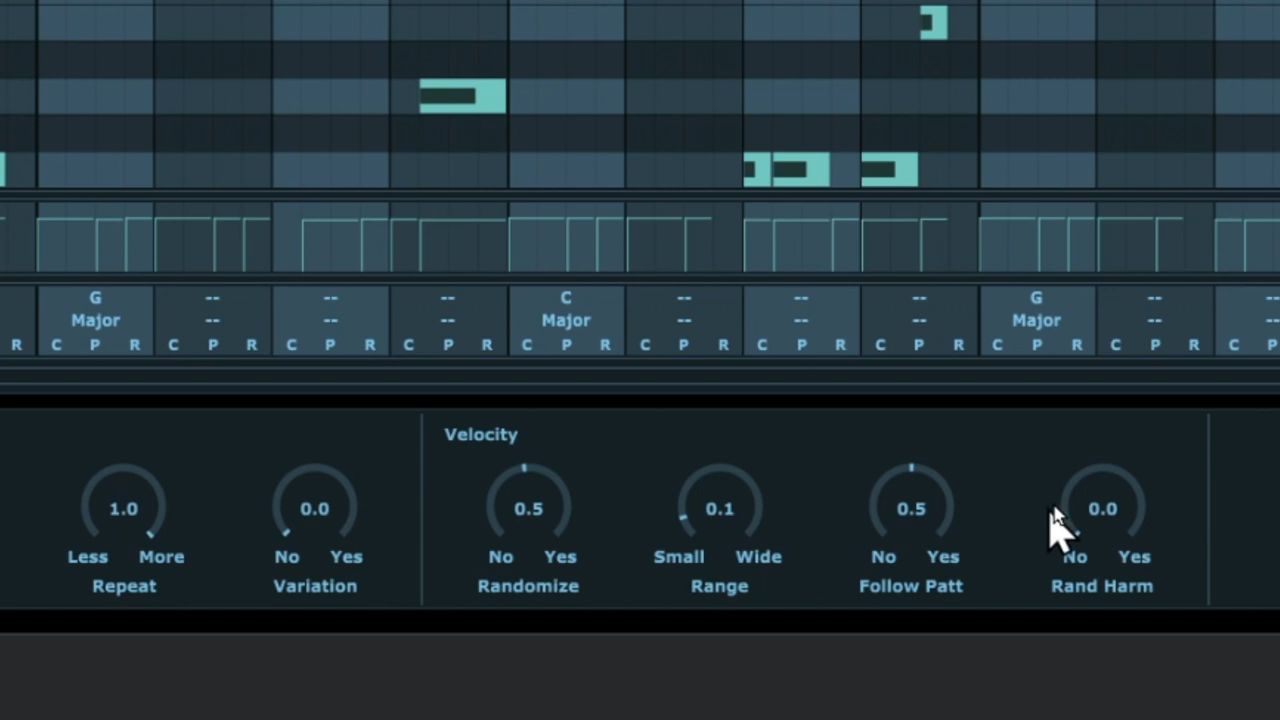 G -- -- -- C -- -- -- G -- --
Major -- -- -- Major -- -- -- Major -- --
R C P R C P R C P R C P R C P R C P R C P R C P R C P R C P R C P
Velocity
1.0 0.0 0.5 0.1 0.5 0.0
Less More No Yes No Yes Small Wide No Yes No Yes
Repeat Variation Randomize Range Follow Patt Rand Harm